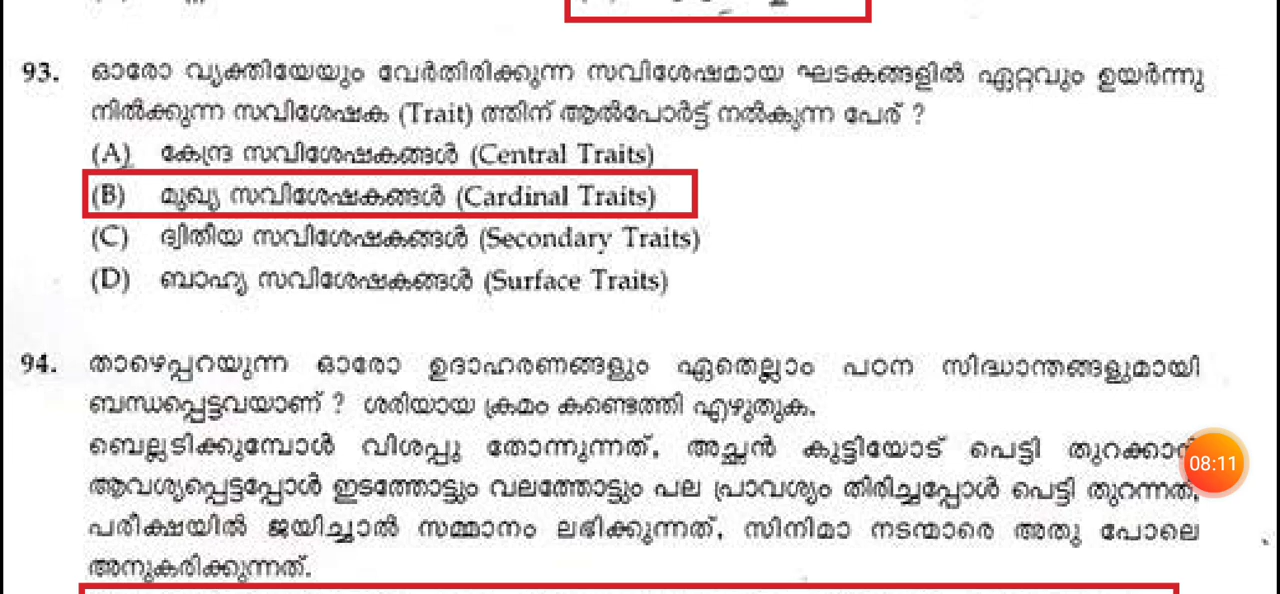 93. ഓരോ വ്യക്തിയേയും വേർതിരിക്കുന്ന സവിശേഷമായ ഘടകങ്ങളിൽ ഏറ്റവും ഉയർന്നു
നിൽക്കുന്ന സവിശേഷക (Trait) ത്തിന് ആൽപോർട്ട് നൽകുന്ന പേര് ?
(A) കേന്ദ്ര സവിശേഷകങ്ങൾ (Central Traits)
(B) മുഖ്യ സവിശേഷകങ്ങൾ (Cardinal Traits)
(C) ദ്വിതീയ സവിശേഷകങ്ങൾ (Secondary Traits)
(D) ബാഹ്യ സവിശേഷകങ്ങൾ (Surface Traits)
94. താഴെപ്പറയുന്ന ഓരോ ഉദാഹരണങ്ങളും ഏതെല്ലാം പഠന സിദ്ധാന്തങ്ങളുമായി
ബന്ധപ്പെട്ടവയാണ് ? ശരിയായ ക്രമം കണ്ടെത്തി എഴുതുക.
ബെല്ലടിക്കുമ്പോൾ വിശപ്പു തോന്നുന്നത്, അച്ഛൻ കുട്ടിയോട് പെട്ടി തുറക്കാൻ
08:11
ആവശ്യപ്പെട്ടപ്പോൾ ഇടത്തോട്ടും വലത്തോട്ടും പല പ്രാവശ്യം തിരിച്ചപ്പോൾ പെട്ടി തുറന്നത്,
പരീക്ഷയിൽ ജയിച്ചാൽ സമ്മാനം ലഭിക്കുന്നത്, സിനിമാ നടന്മാരെ അതു പോലെ
അനുകരിക്കുന്നത്.